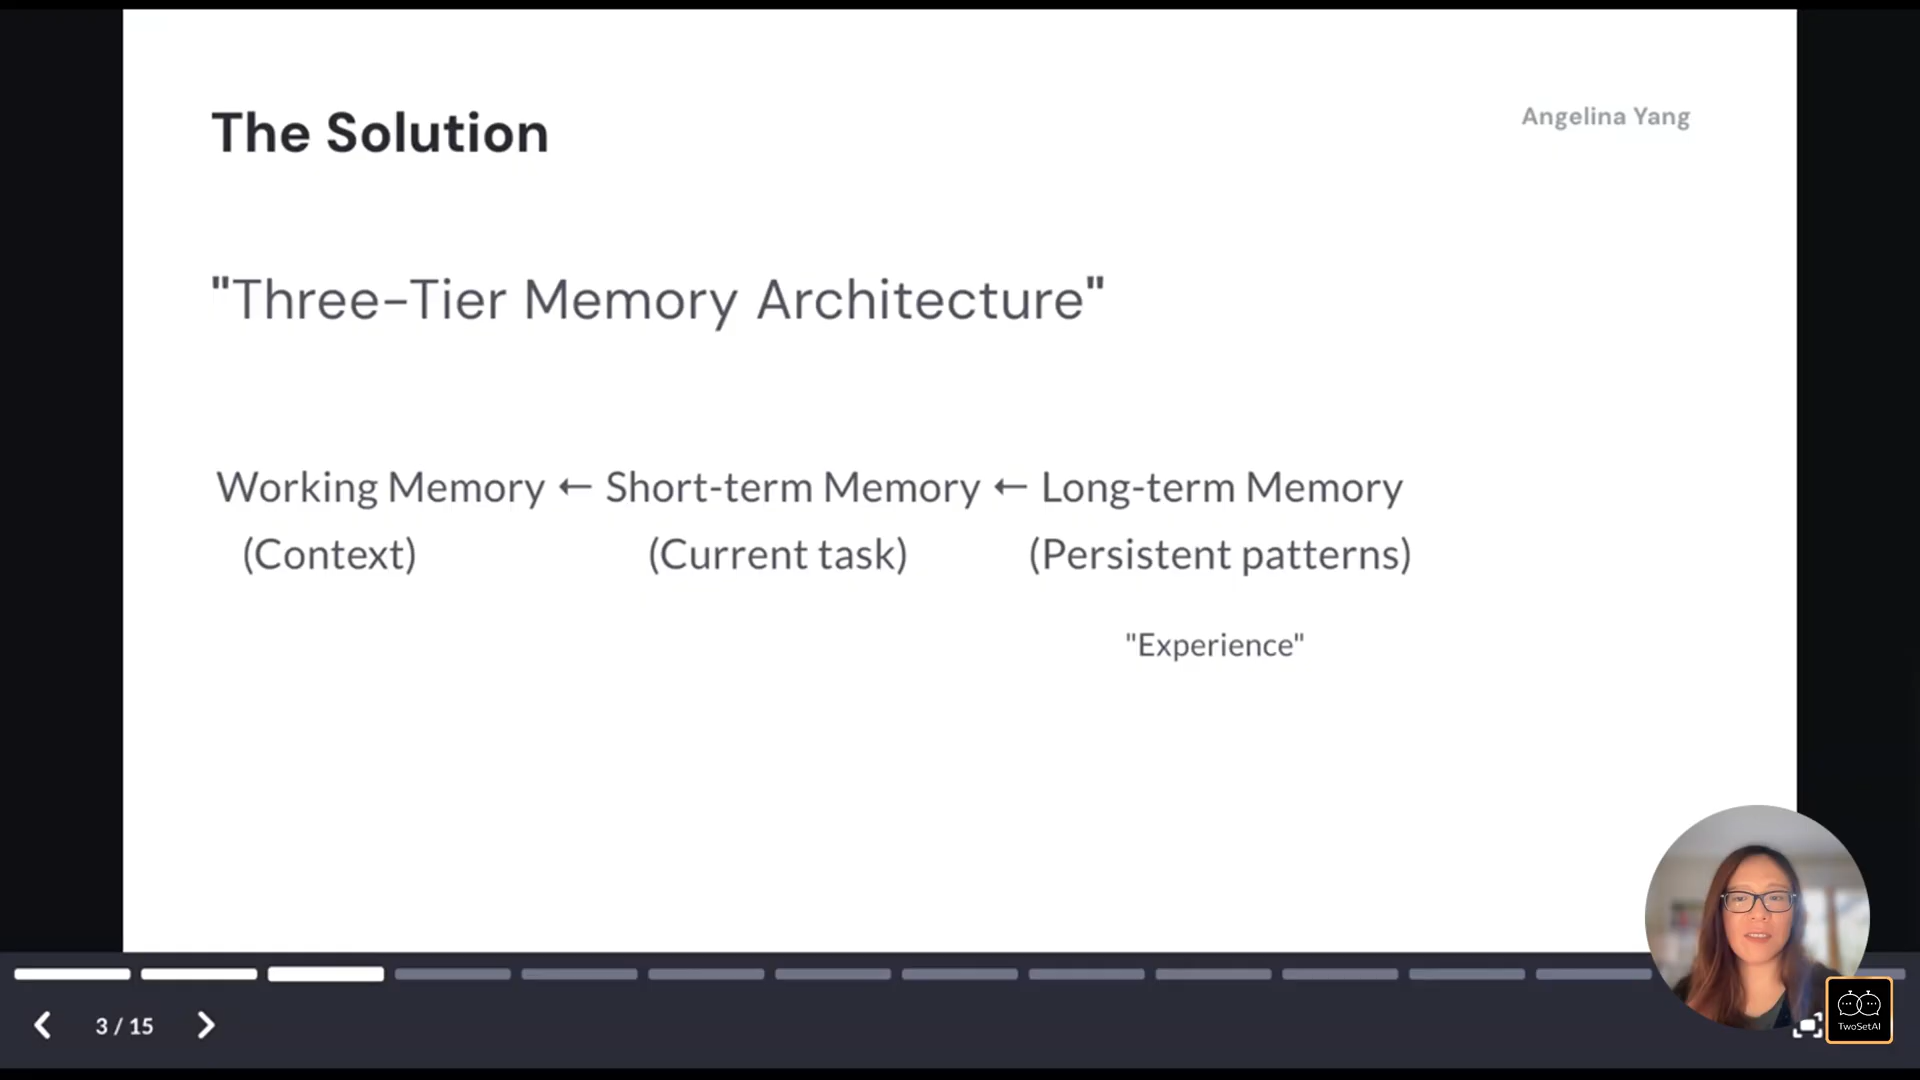 The Solution
Angelina Yang
"Three-Tier Memory Architecture"
Working Memory ← Short-term Memory ← Long-term Memory
(Context) (Current task) (Persistent patterns)
"Experience"
3 / 15
TwoSetAI